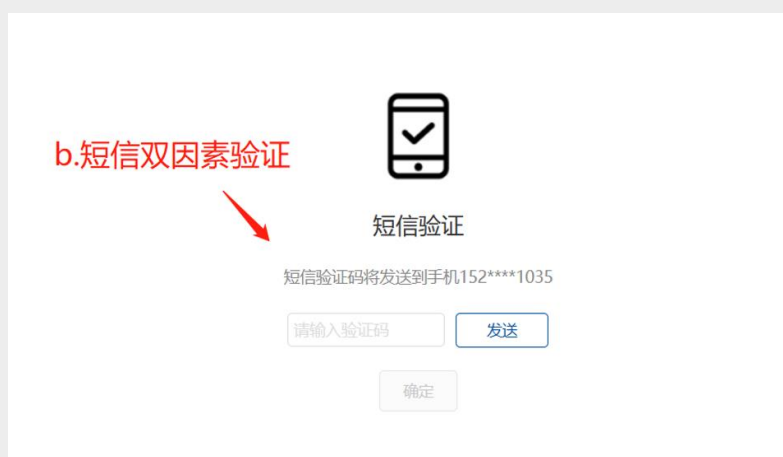 b.短信双因素验证
短信验证
短信验证码将发送到手机152****1035
请输入验证码
发送
确定